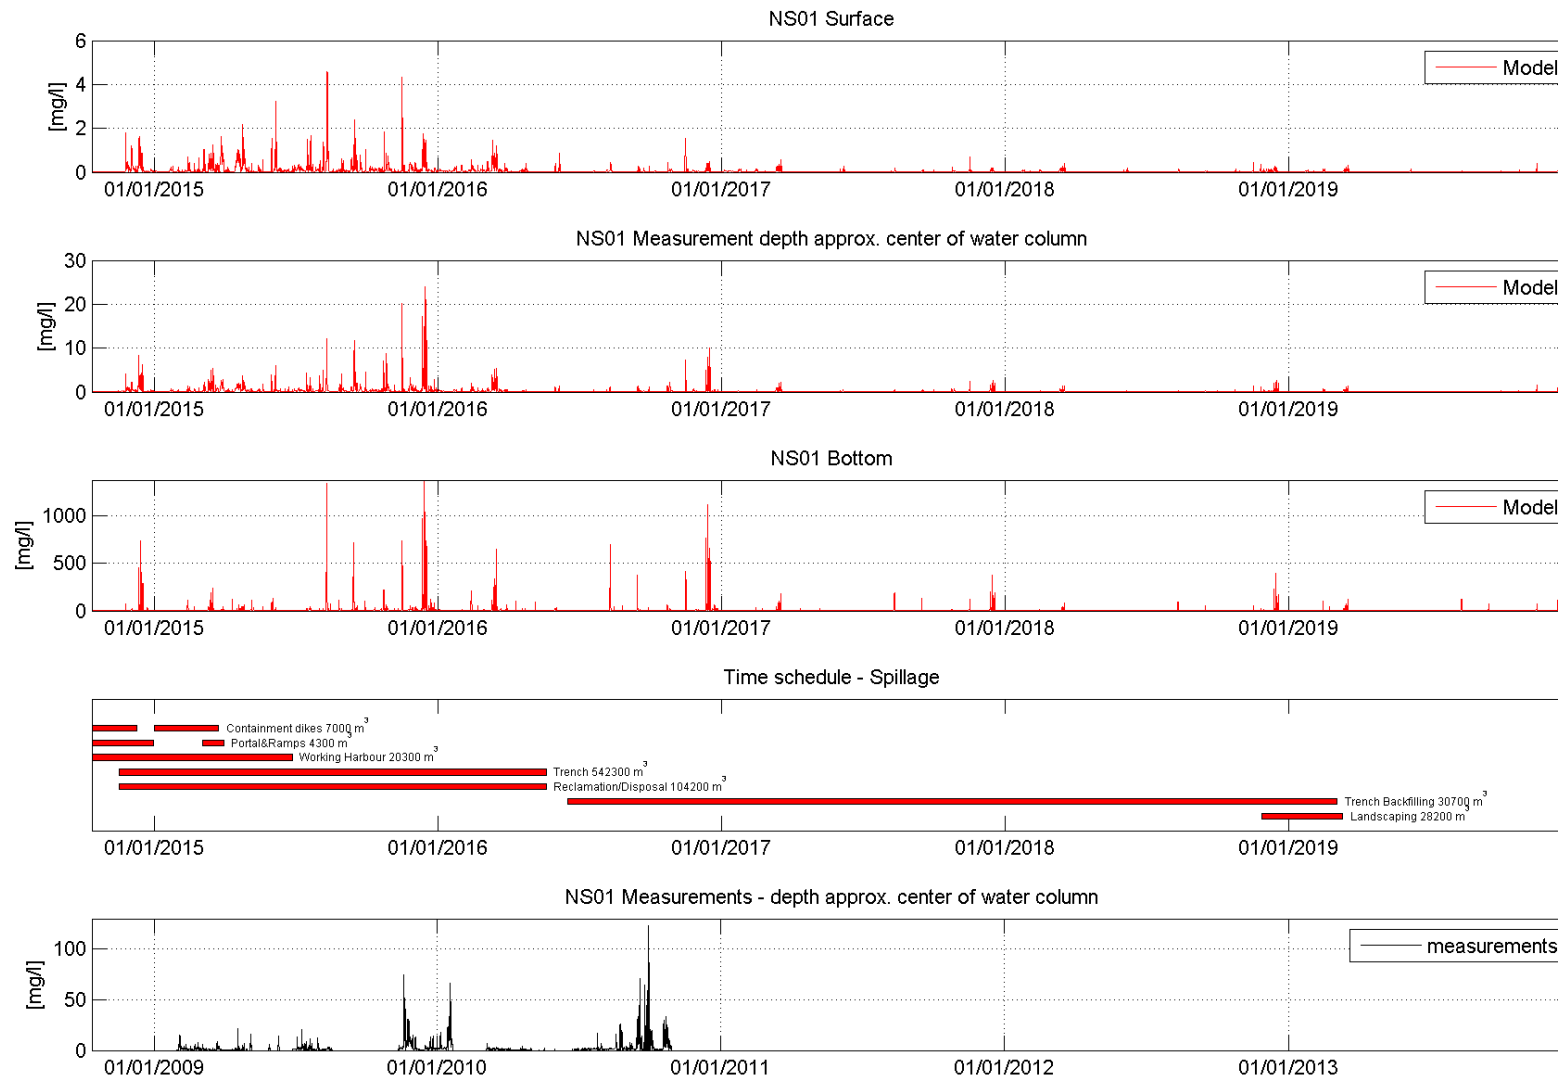 NS01 Surface
6
4
2
0
[mg/l]
Model
01/01/2015 01/01/2016 01/01/2017 01/01/2018 01/01/2019
NS01 Measurement depth approx. center of water column
30
20
10
0
[mg/l]
Model
01/01/2015 01/01/2016 01/01/2017 01/01/2018 01/01/2019
NS01 Bottom
1000
500
0
[mg/l]
Model
01/01/2015 01/01/2016 01/01/2017 01/01/2018 01/01/2019
Time schedule - Spillage
Containment dikes 7000 m³
Portal&Ramps 4300 m³
Working Harbour 20300 m³
Trench 542300 m³
Reclamation/Disposal 104200 m³
Trench Backfilling 30700 m³
Landscaping 28200 m³
01/01/2015 01/01/2016 01/01/2017 01/01/2018 01/01/2019
NS01 Measurements - depth approx. center of water column
100
50
0
[mg/l]
measurements
01/01/2009 01/01/2010 01/01/2011 01/01/2012 01/01/2013